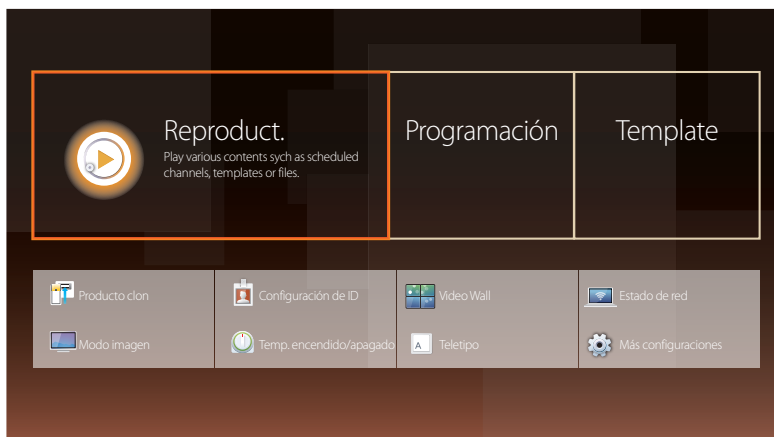 Reproduct.
Play various contents sych as scheduled
channels, templates or files.
Programación
Template
Producto clon
Configuración de ID
Video Wall
Estado de red
Modo imagen
Temp. encendido/apagado
A
Teletipo
Más configuraciones